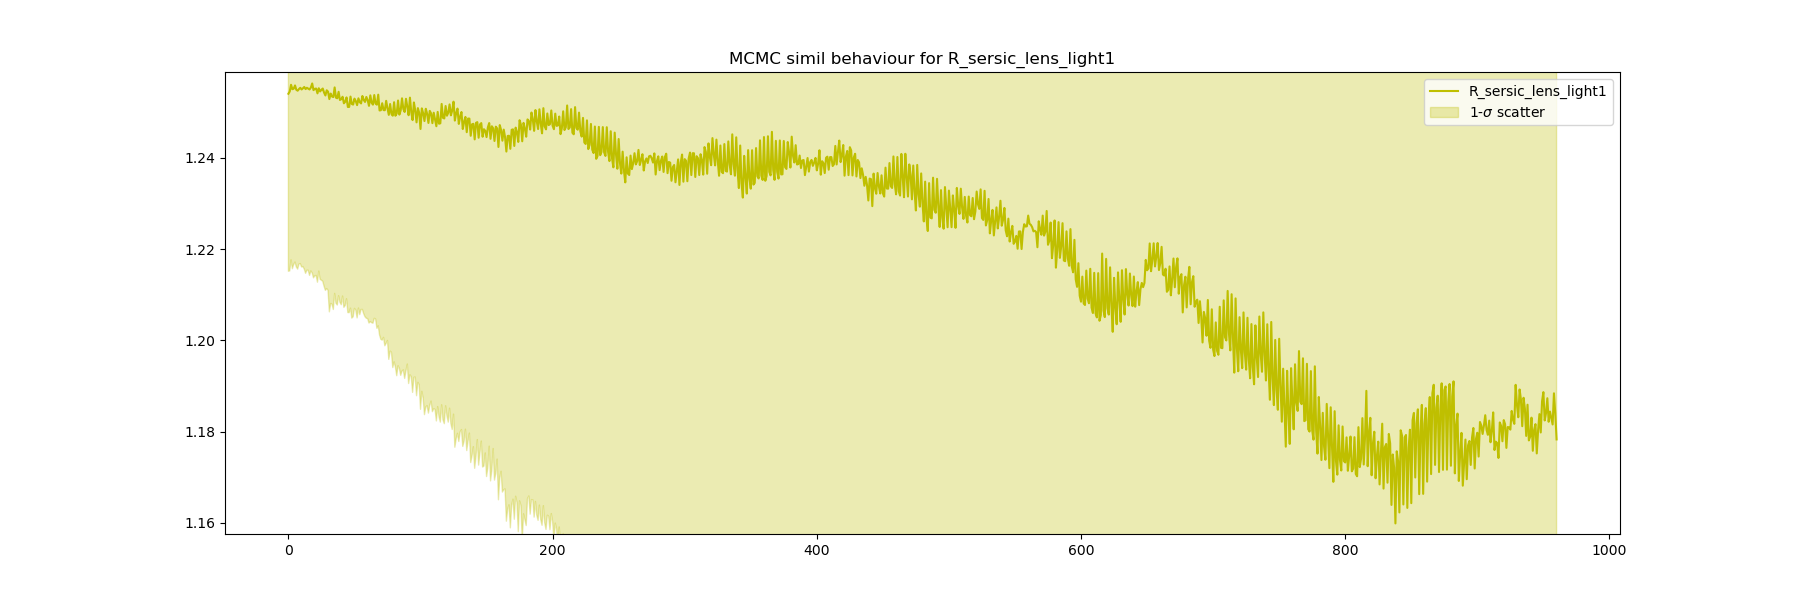 MCMC simil behaviour for R_sersic_lens_light1
R_sersic_lens_light1
1-σ scatter
1.24
1.22
1.20
1.18
1.16
0 200 400 600 800 1000